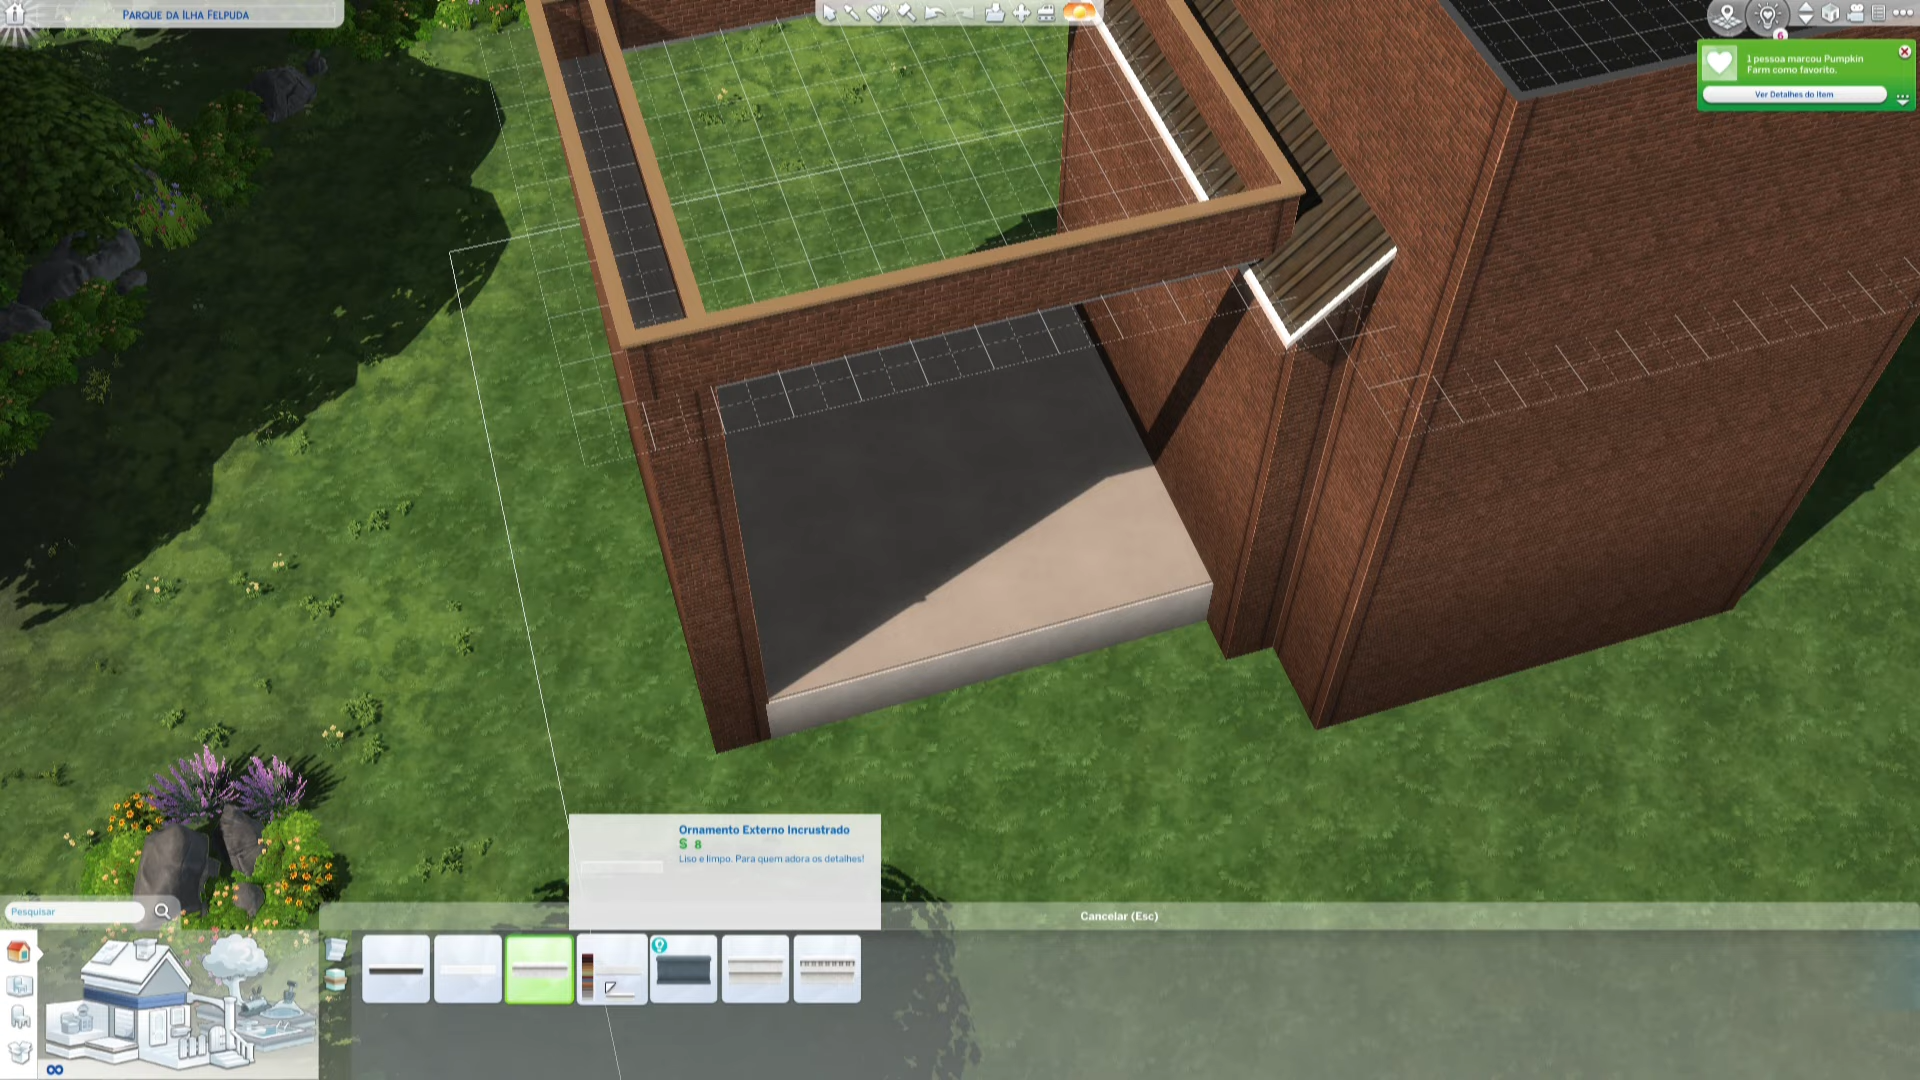 Parque da Ilha Felpuda
6
1 pessoa marcou Pumpkin
Farm como favorito.
Ver Detalhes do Item
Ornamento Externo Incrustrado
§ 8
Liso e limpo. Para quem adora os detalhes!
Pesquisar
Cancelar (Esc)